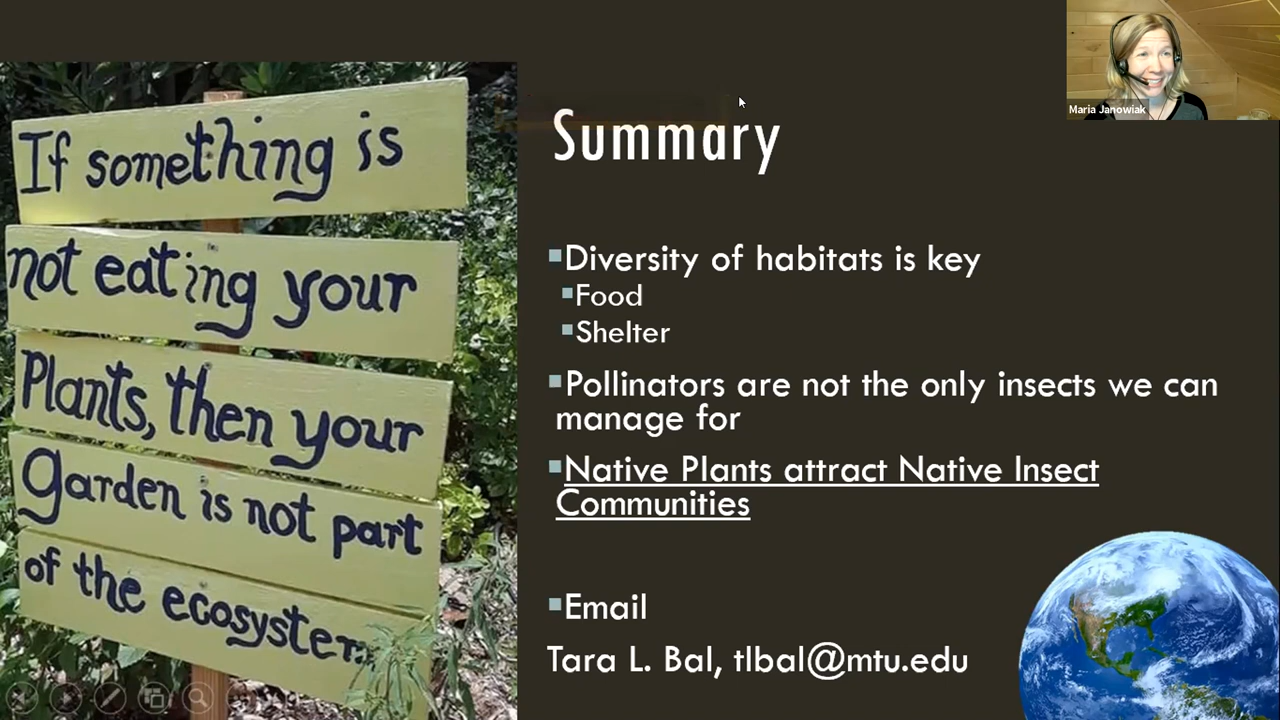 If something is
not eating your
Plants, then your
garden is not part
of the ecosystem
Summary
Diversity of habitats is key
Food
Shelter
Pollinators are not the only insects we can
manage for
Native Plants attract Native Insect
Communities
Email
Tara L. Bal, tlbal@mtu.edu
Maria Janowiak